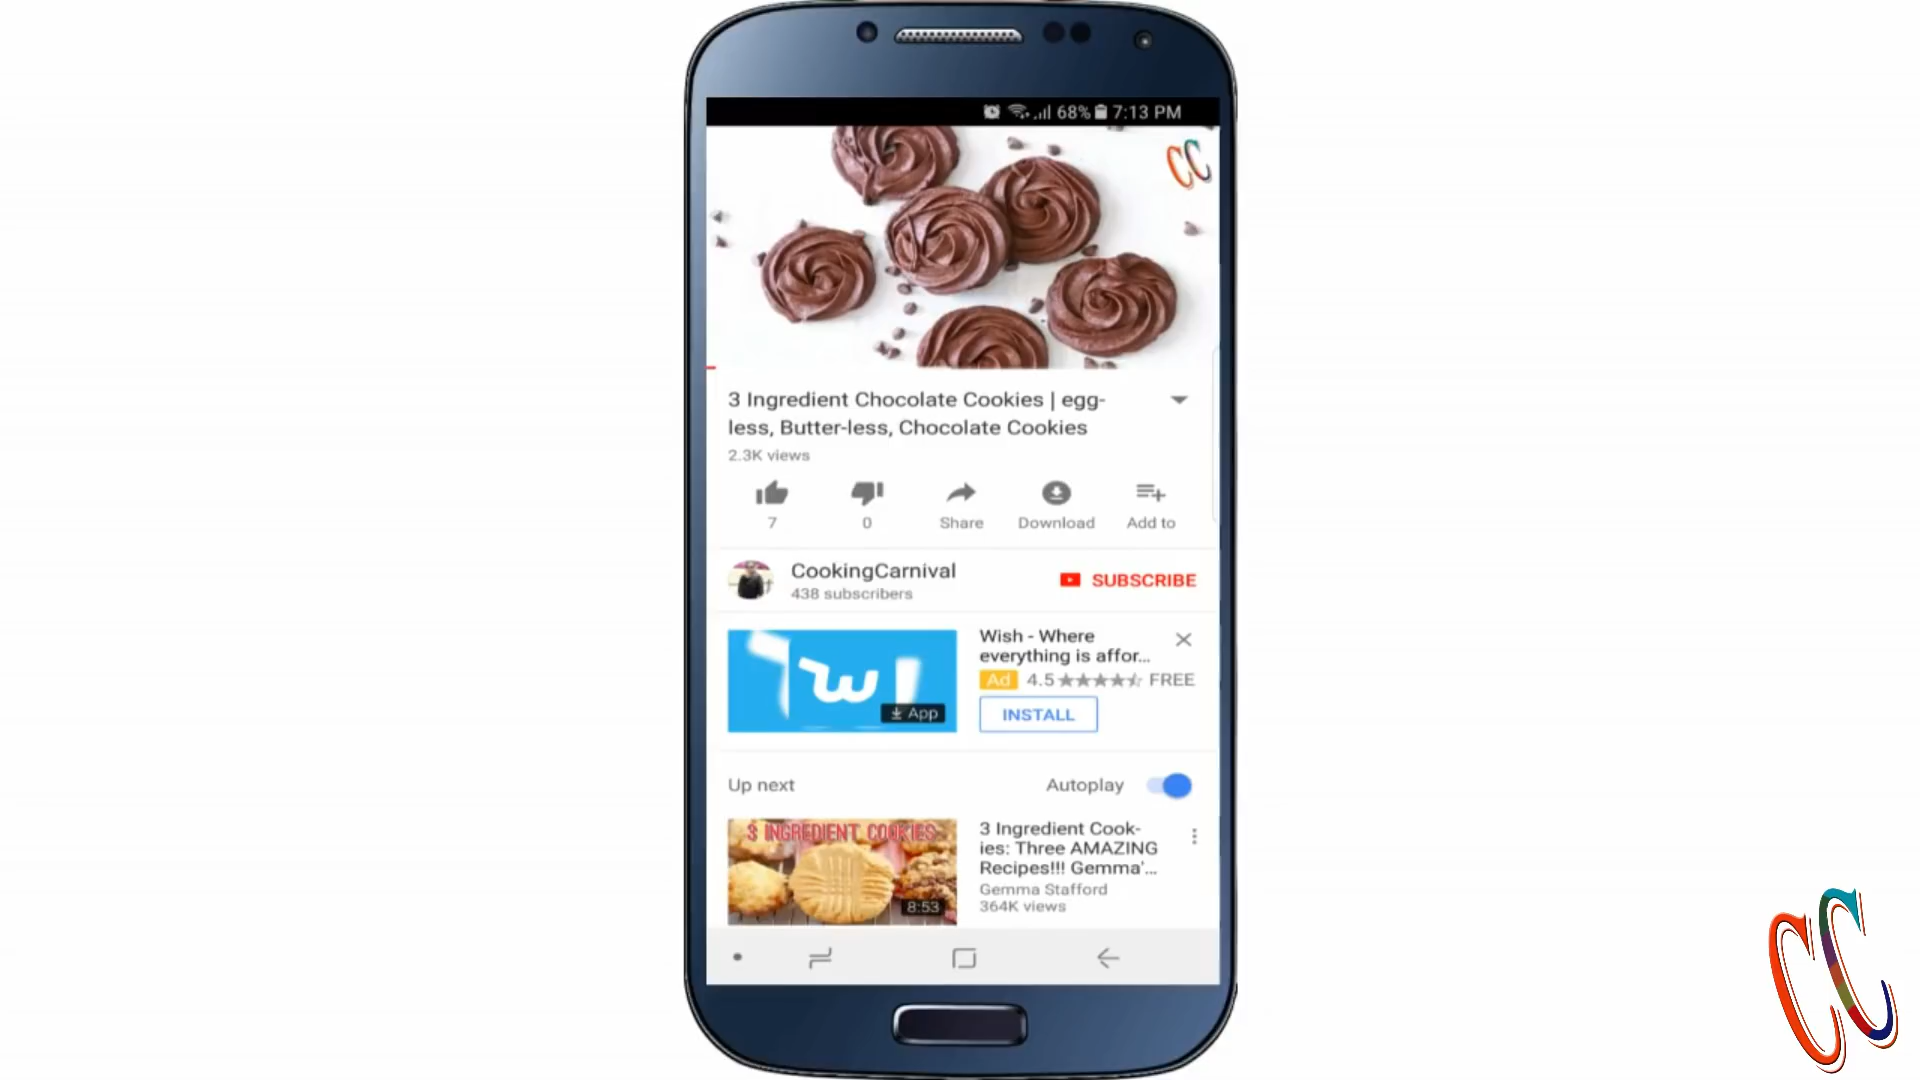 68% 7:13 PM
CC
3 Ingredient Chocolate Cookies | egg-
less, Butter-less, Chocolate Cookies
2.3K views
7 0 Share Download Add to
CookingCarnival
438 subscribers
SUBSCRIBE
Wish - Where
everything is affor...
Ad 4.5 FREE
INSTALL
w
App
Up next Autoplay
3 INGREDIENT COOKIES
8:53
3 Ingredient Cook-
ies: Three AMAZING
Recipes!!! Gemma'...
Gemma Stafford
364K views
CC